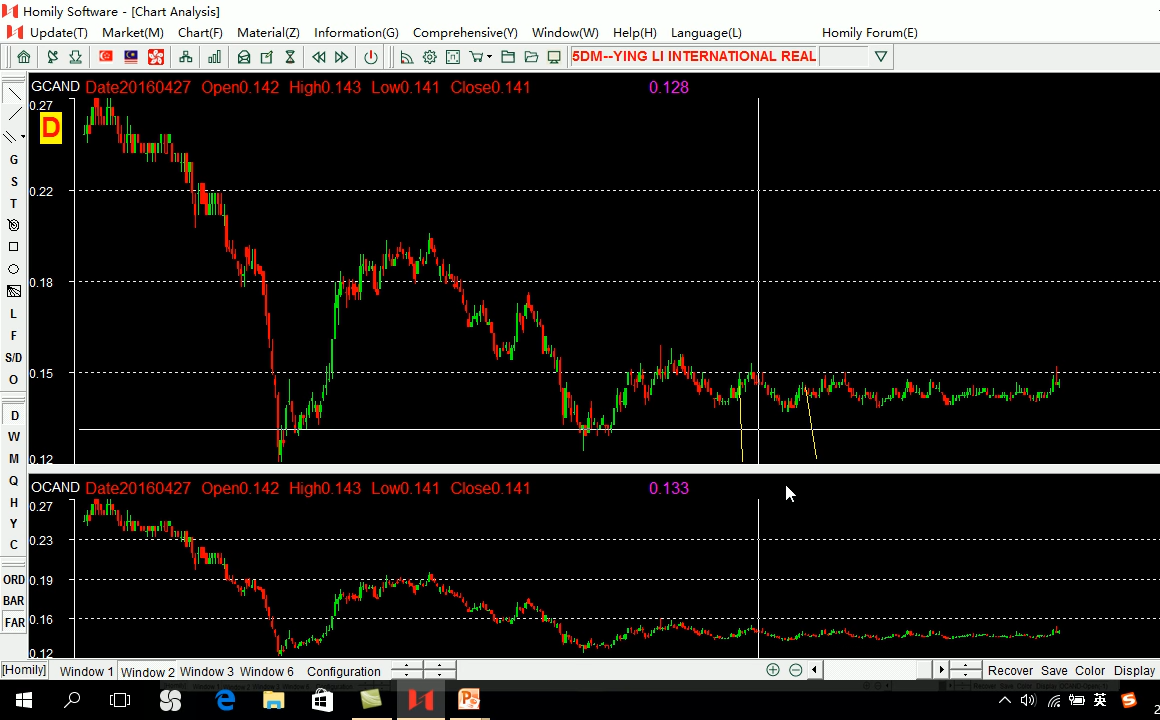 Homily Software - [Chart Analysis]
Update(T) Market(M) Chart(F) Material(Z) Information(G) Comprehensive(Y) Window(W) Help(H) Language(L) Homily Forum(E)
5DM--YING LI INTERNATIONAL REAL
GCAND Date20160427 Open0.142 High0.143 Low0.141 Close0.141 0.128
0.27
D
0.22
0.18
0.15
0.12
G
S
T
L
F
S/D
O
D
W
M
Q
H
Y
C
ORD
BAR
FAR
OCAND Date20160427 Open0.142 High0.143 Low0.141 Close0.141 0.133
0.27
0.23
0.19
0.16
0.12
[Homily] Window 1 Window 2 Window 3 Window 6 Configuration Recover Save Color Display
英
2